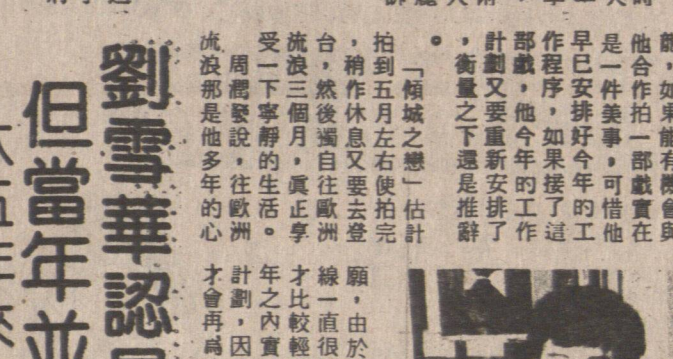 能,如果能有機會與
他合作拍一部戲實在
是一件美事,可惜他
早已安排好今年的工
作程序,如果接了這
部戲,他今年的工作
計劃又要重新安排了
,衡量之下還是推辭
。
「傾城之戀」估計
拍到五月左右便拍完
,稍作休息又要去登
台,然後獨自往歐洲
流浪三個月,眞正享
受一下寧靜的生活。
周潤發說,往歐洲
流浪那是他多年的心
願,由於
線一直很
才比較輕
年之內實
計劃,因
才會再爲
劉雪華認
但當年並